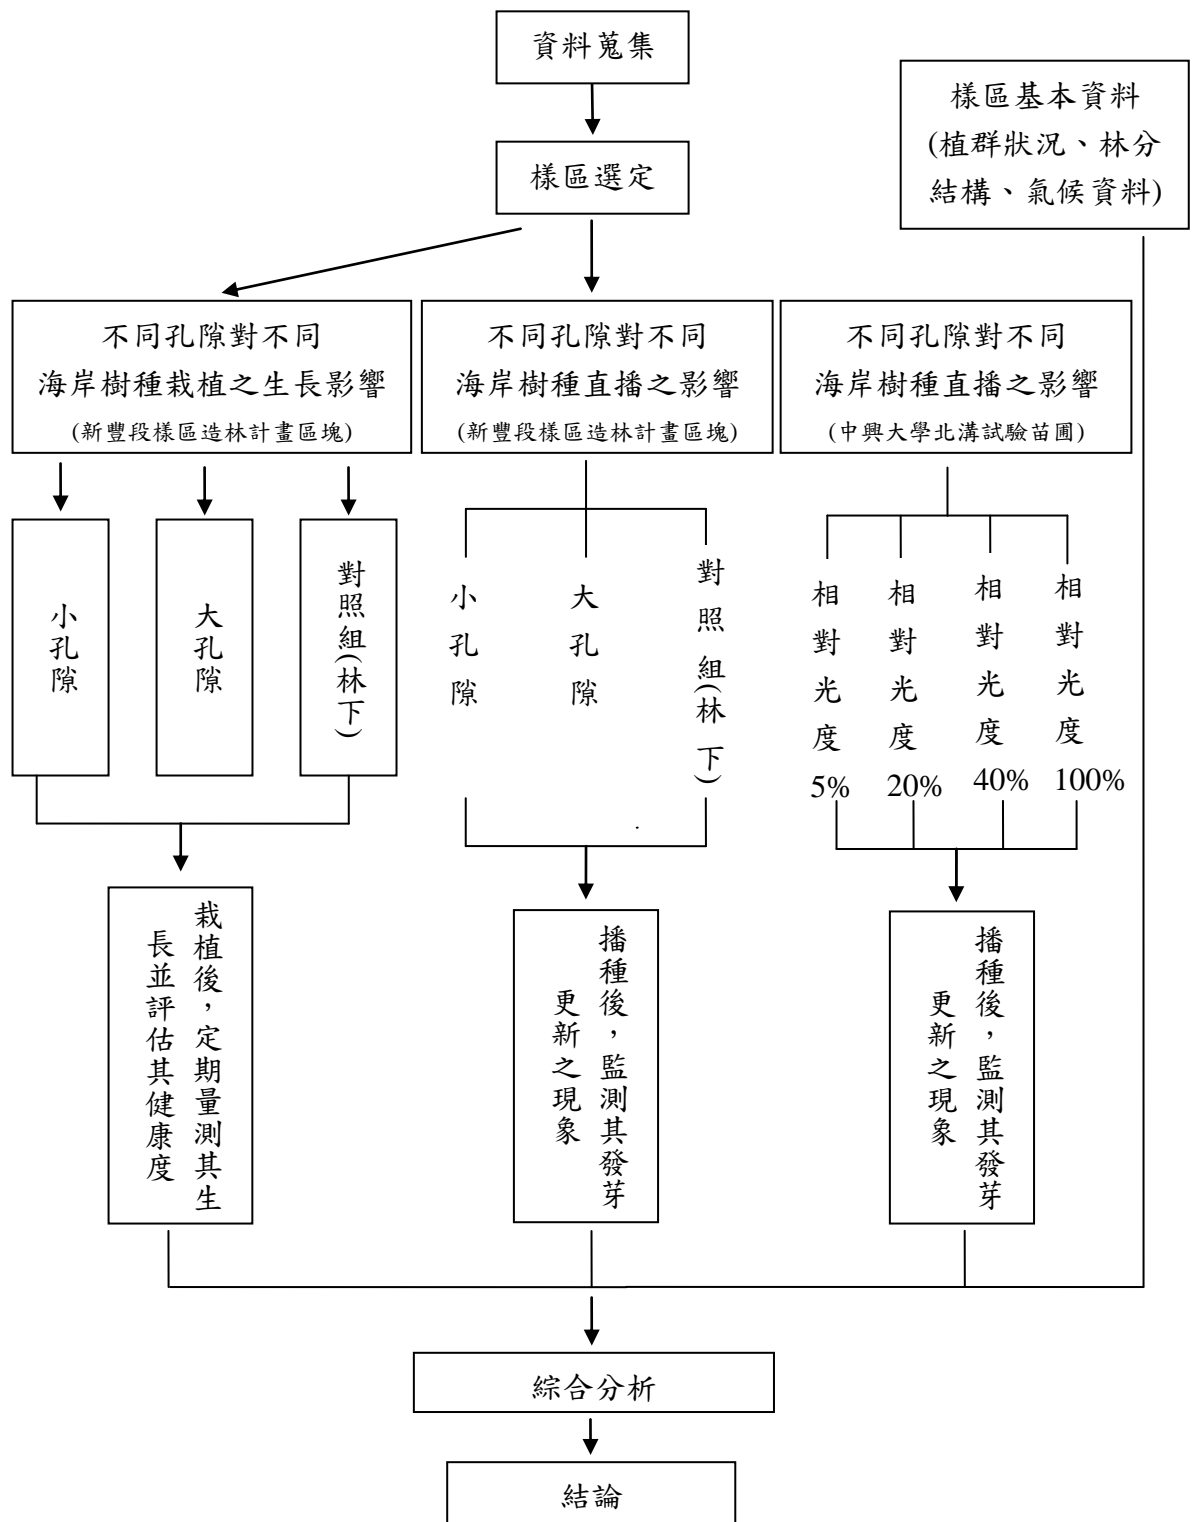 資料蒐集
樣區基本資料
(植群狀況、林分
結構、氣候資料)
樣區選定
不同孔隙對不同
海岸樹種栽植之生長影響
(新豐段樣區造林計畫區塊)
不同孔隙對不同
海岸樹種直播之影響
(新豐段樣區造林計畫區塊)
不同孔隙對不同
海岸樹種直播之影響
(中興大學北溝試驗苗圃)
小孔隙
大孔隙
對照組(林下)
小孔隙
大孔隙
對照組(林下)
相對光度
5%
相對光度
20%
相對光度
40%
相對光度
100%
栽植後，定期量測其生
長並評估其健康度
播種後，監測其發芽
更新之現象
播種後，監測其發芽
更新之現象
綜合分析
結論